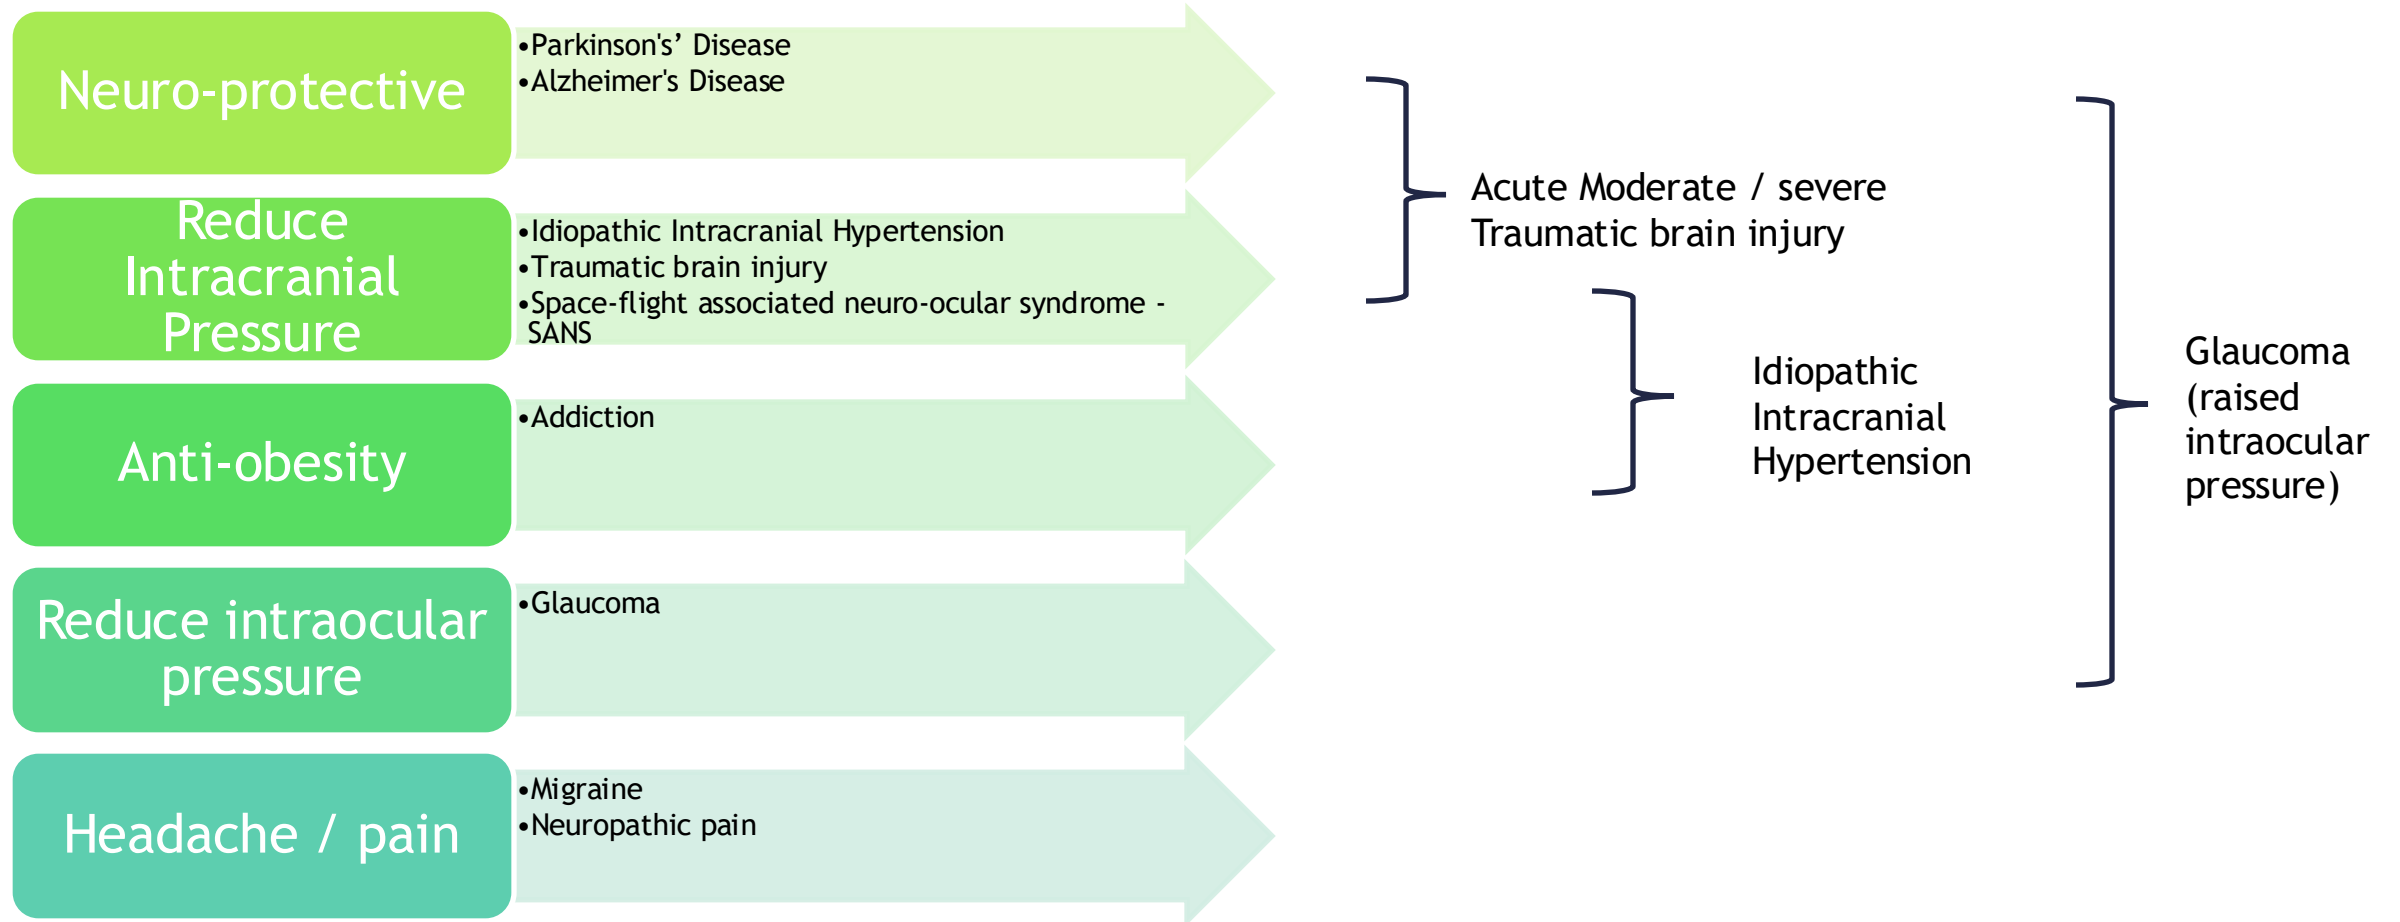 Neuro-protective
•Parkinson's’ Disease
•Alzheimer's Disease
Reduce
Intracranial
Pressure
•Idiopathic Intracranial Hypertension
•Traumatic brain injury
•Space-flight associated neuro-ocular syndrome -
SANS
Anti-obesity
•Addiction
Reduce intraocular
pressure
•Glaucoma
Headache / pain
•Migraine
•Neuropathic pain
Acute Moderate / severe
Traumatic brain injury
Idiopathic
Intracranial
Hypertension
Glaucoma
(raised
intraocular
pressure)